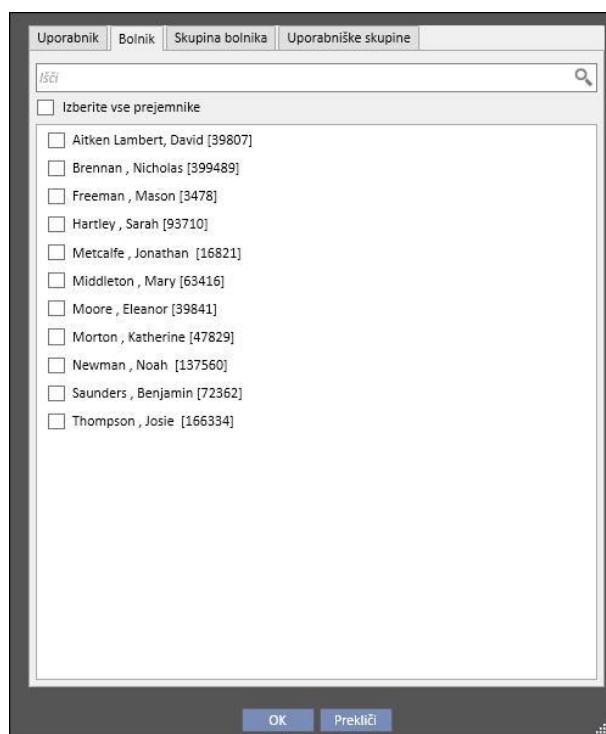 Uporabnik Bolnik Skupina bolnika Uporabniške skupine
Išči
Izberite vse prejemnike
Aitken Lambert, David [39807]
Brennan , Nicholas [399489]
Freeman , Mason [3478]
Hartley , Sarah [93710]
Metcalfe , Jonathan [16821]
Middleton , Mary [63416]
Moore , Eleanor [39841]
Morton , Katherine [47829]
Newman , Noah [137560]
Saunders , Benjamin [72362]
Thompson , Josie [166334]
OK Prekliči